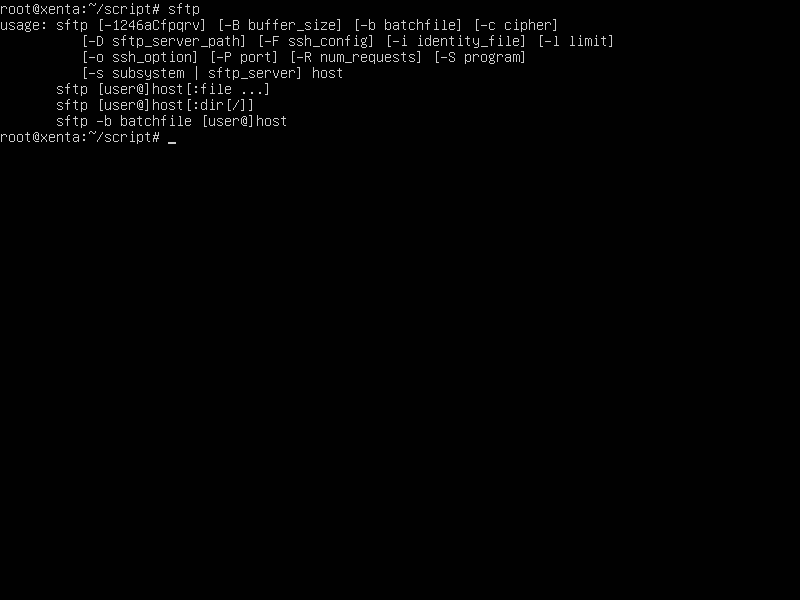 root@xenta:~/script# sftp
usage: sftp [-1246aCfpqrv] [-B buffer_size] [-b batchfile] [-c cipher]
          [-D sftp_server_path] [-F ssh_config] [-i identity_file] [-l limit]
          [-o ssh_option] [-P port] [-R num_requests] [-S program]
          [-s subsystem | sftp_server] host
       sftp [user@]host[:file ...]
       sftp [user@]host[:dir[/]]
       sftp -b batchfile [user@]host
root@xenta:~/script# _